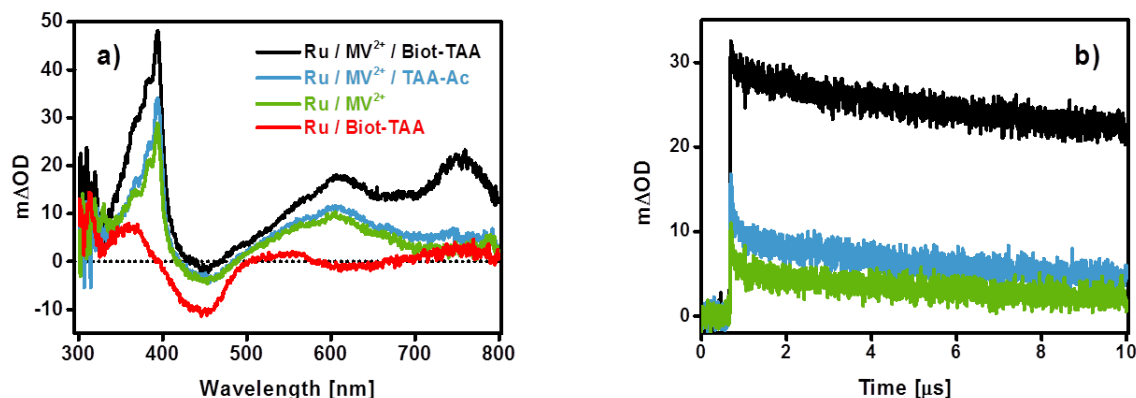 a)
Ru / MV²⁺ / Biot-TAA
Ru / MV²⁺ / TAA-Ac
Ru / MV²⁺
Ru / Biot-TAA
50
40
30
20
10
0
-10
300 400 500 600 700 800
mΔOD
Wavelength [nm]
b)
30
20
10
0
0 2 4 6 8 10
mΔOD
Time [μs]